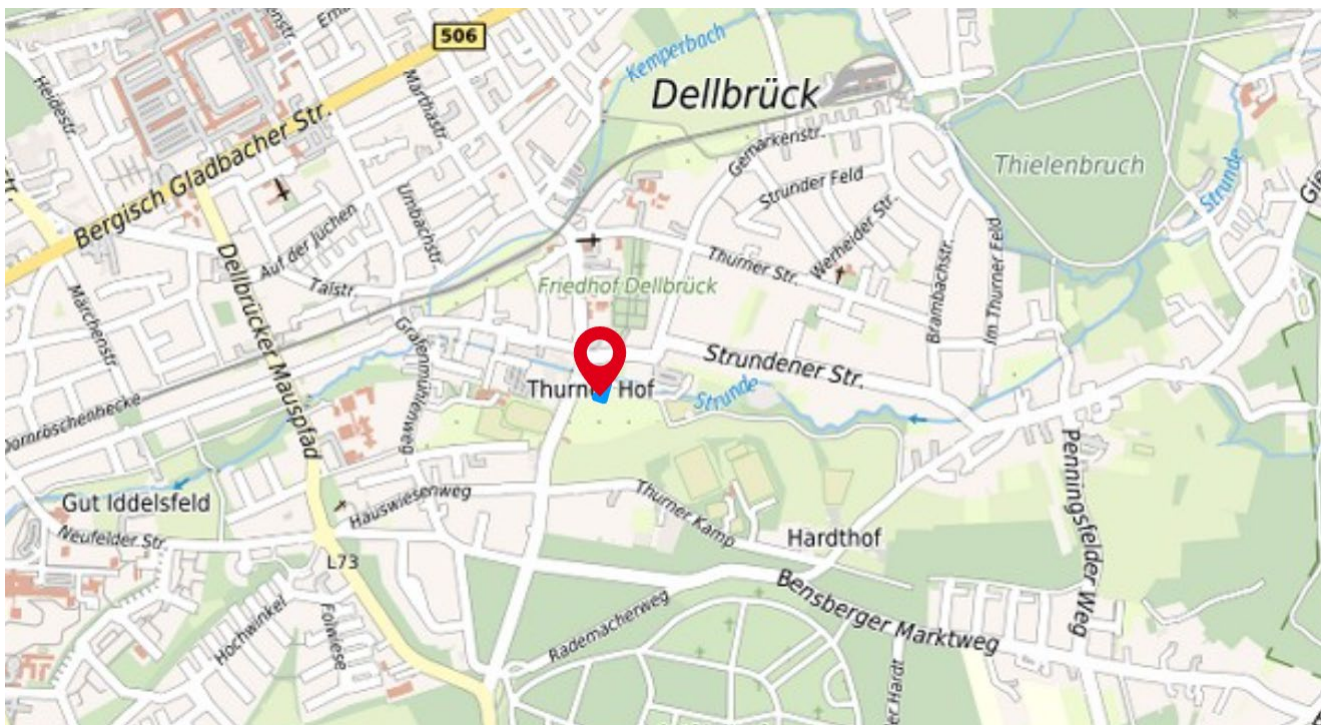 506
Kemperbach
Dellbrück
Heidestr.
Marthastr.
Bergisch Gladbacher Str.
Gemarkenstr.
Thielenbruch
Strunde
Strunder Feld
Umbachstr.
Auf der Jüchen
Werheider Str.
Thurner Str.
Talstr.
Friedhof Dellbrück
Brambachstr.
Im Thurner Feld
Märchenstr.
Dellbrücker Mauspfad
Grafenmühlenweg
Strundener Str.
Hof
Strunde
Dornröschenhecke
Penningsfelder Weg
Gut Iddelsfeld
Hauswiesenweg
Thurner Kamp
Neufelder Str.
Hardthof
L73
Bensberger Marktweg
Rademacherweg
Hochwinkel
Folwiese